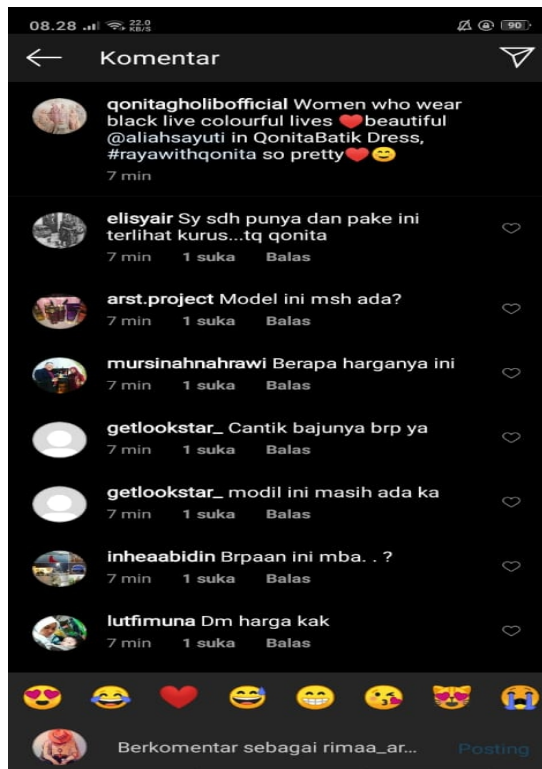 08.28 22.0 KB/S 90
Komentar
qonitagholibofficial Women who wear
black live colourful lives ❤️beautiful
@aliahsayuti in QonitaBatik Dress,
#rayawithqonita so pretty❤️😊
7 min
elisyair Sy sdh punya dan pake ini
terlihat kurus...tq qonita
7 min 1 suka Balas
arst.project Model ini msh ada?
7 min 1 suka Balas
mursinahnahrawi Berapa harganya ini
7 min 1 suka Balas
getlookstar_ Cantik bajunya brp ya
7 min 1 suka Balas
getlookstar_ modil ini masih ada ka
7 min 1 suka Balas
inheaabidin Brpaan ini mba. . ?
7 min 1 suka Balas
lutfimuna Dm harga kak
7 min 1 suka Balas
😍 😂 ❤️ 😅 😁 😘 😻 😭
Berkomentar sebagai rimaa_ar... Posting